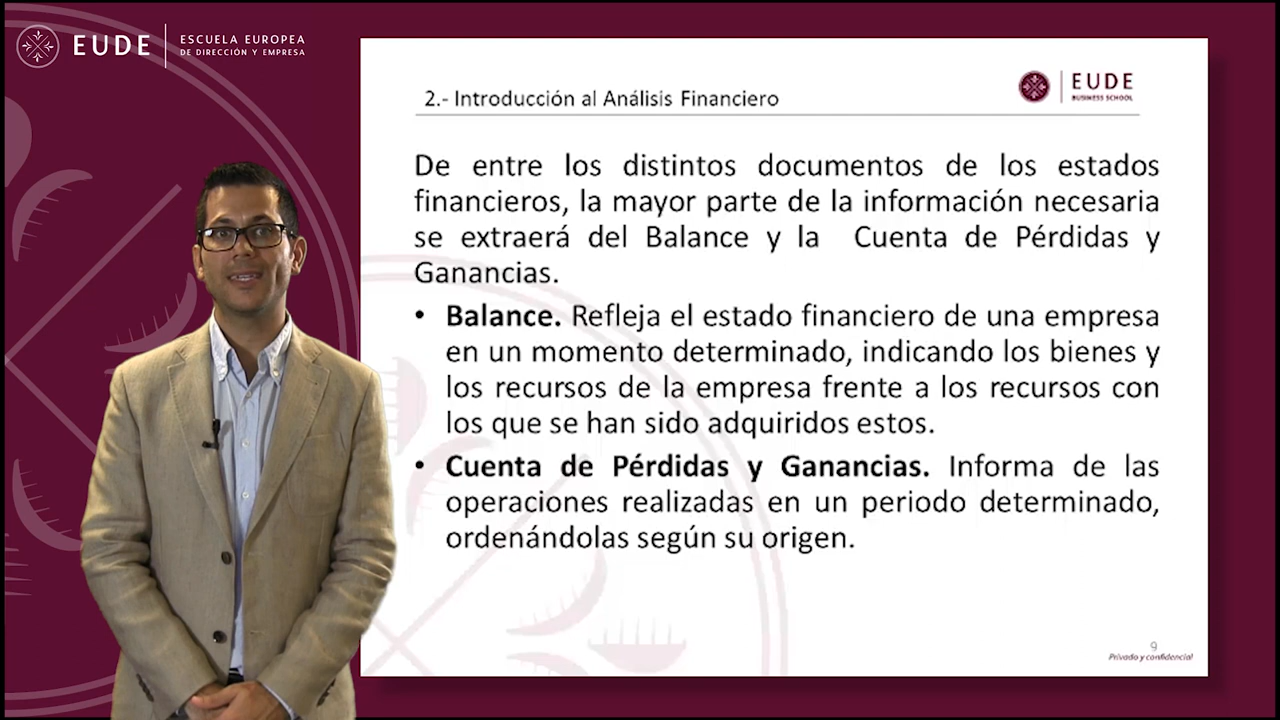 EUDE
ESCUELA EUROPEA
DE DIRECCIÓN Y EMPRESA
2.- Introducción al Análisis Financiero
EUDE
BUSINESS SCHOOL
De entre los distintos documentos de los estados
financieros, la mayor parte de la información necesaria
se extraerá del Balance y la Cuenta de Pérdidas y
Ganancias.
• Balance. Refleja el estado financiero de una empresa
en un momento determinado, indicando los bienes y
los recursos de la empresa frente a los recursos con
los que se han sido adquiridos estos.
• Cuenta de Pérdidas y Ganancias. Informa de las
operaciones realizadas en un periodo determinado,
ordenándolas según su origen.
9
Privado y confidencial